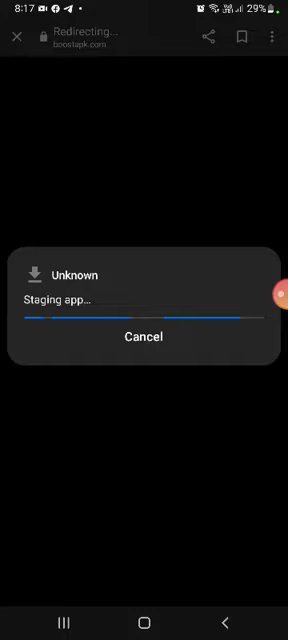 8:17
29%
Redirecting...
boostapk.com
Unknown
Staging app...
Cancel